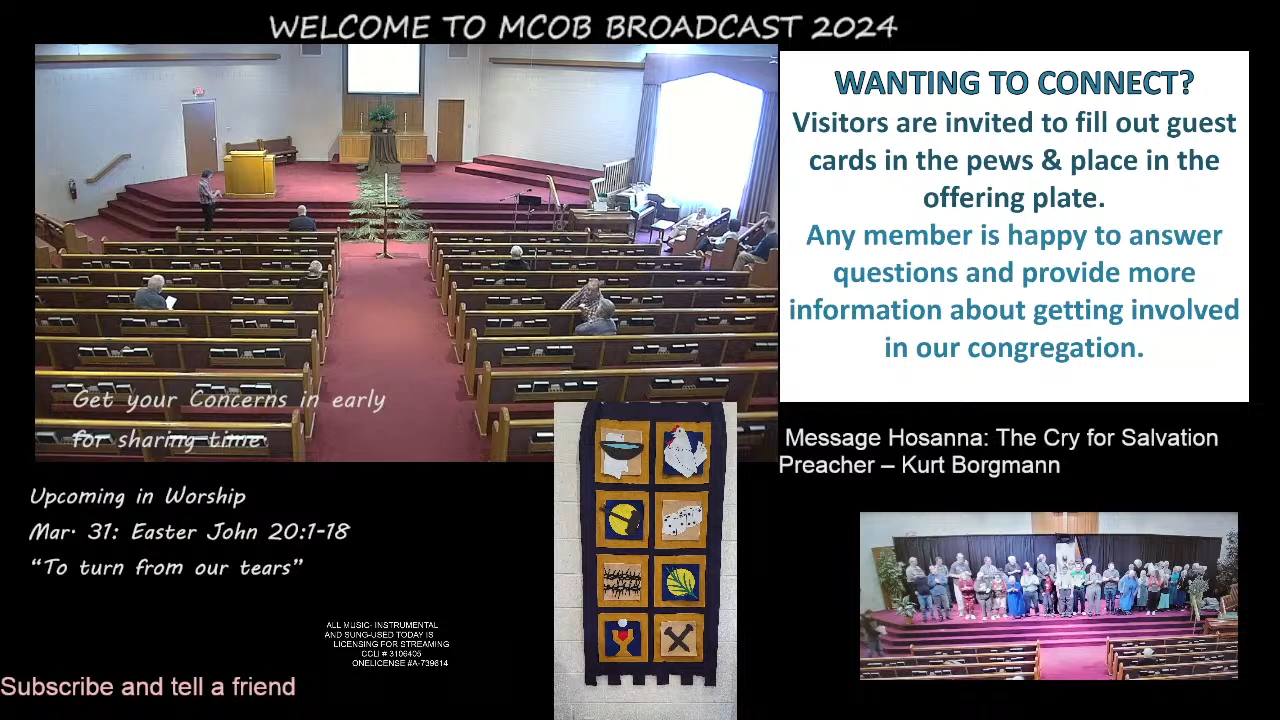 WELCOME TO MCOB BROADCAST 2024
WANTING TO CONNECT?
Visitors are invited to fill out guest
cards in the pews & place in the
offering plate.
Any member is happy to answer
questions and provide more
information about getting involved
in our congregation.
Get your Concerns in early
for sharing time.
Message Hosanna: The Cry for Salvation
Preacher – Kurt Borgmann
Upcoming in Worship
Mar. 31: Easter John 20:1-18
“To turn from our tears”
ALL MUSIC- INSTRUMENTAL
AND SUNG-USED TODAY IS
LICENSING FOR STREAMING
CCLI # 3106405
ONELICENSE #A-739614
Subscribe and tell a friend